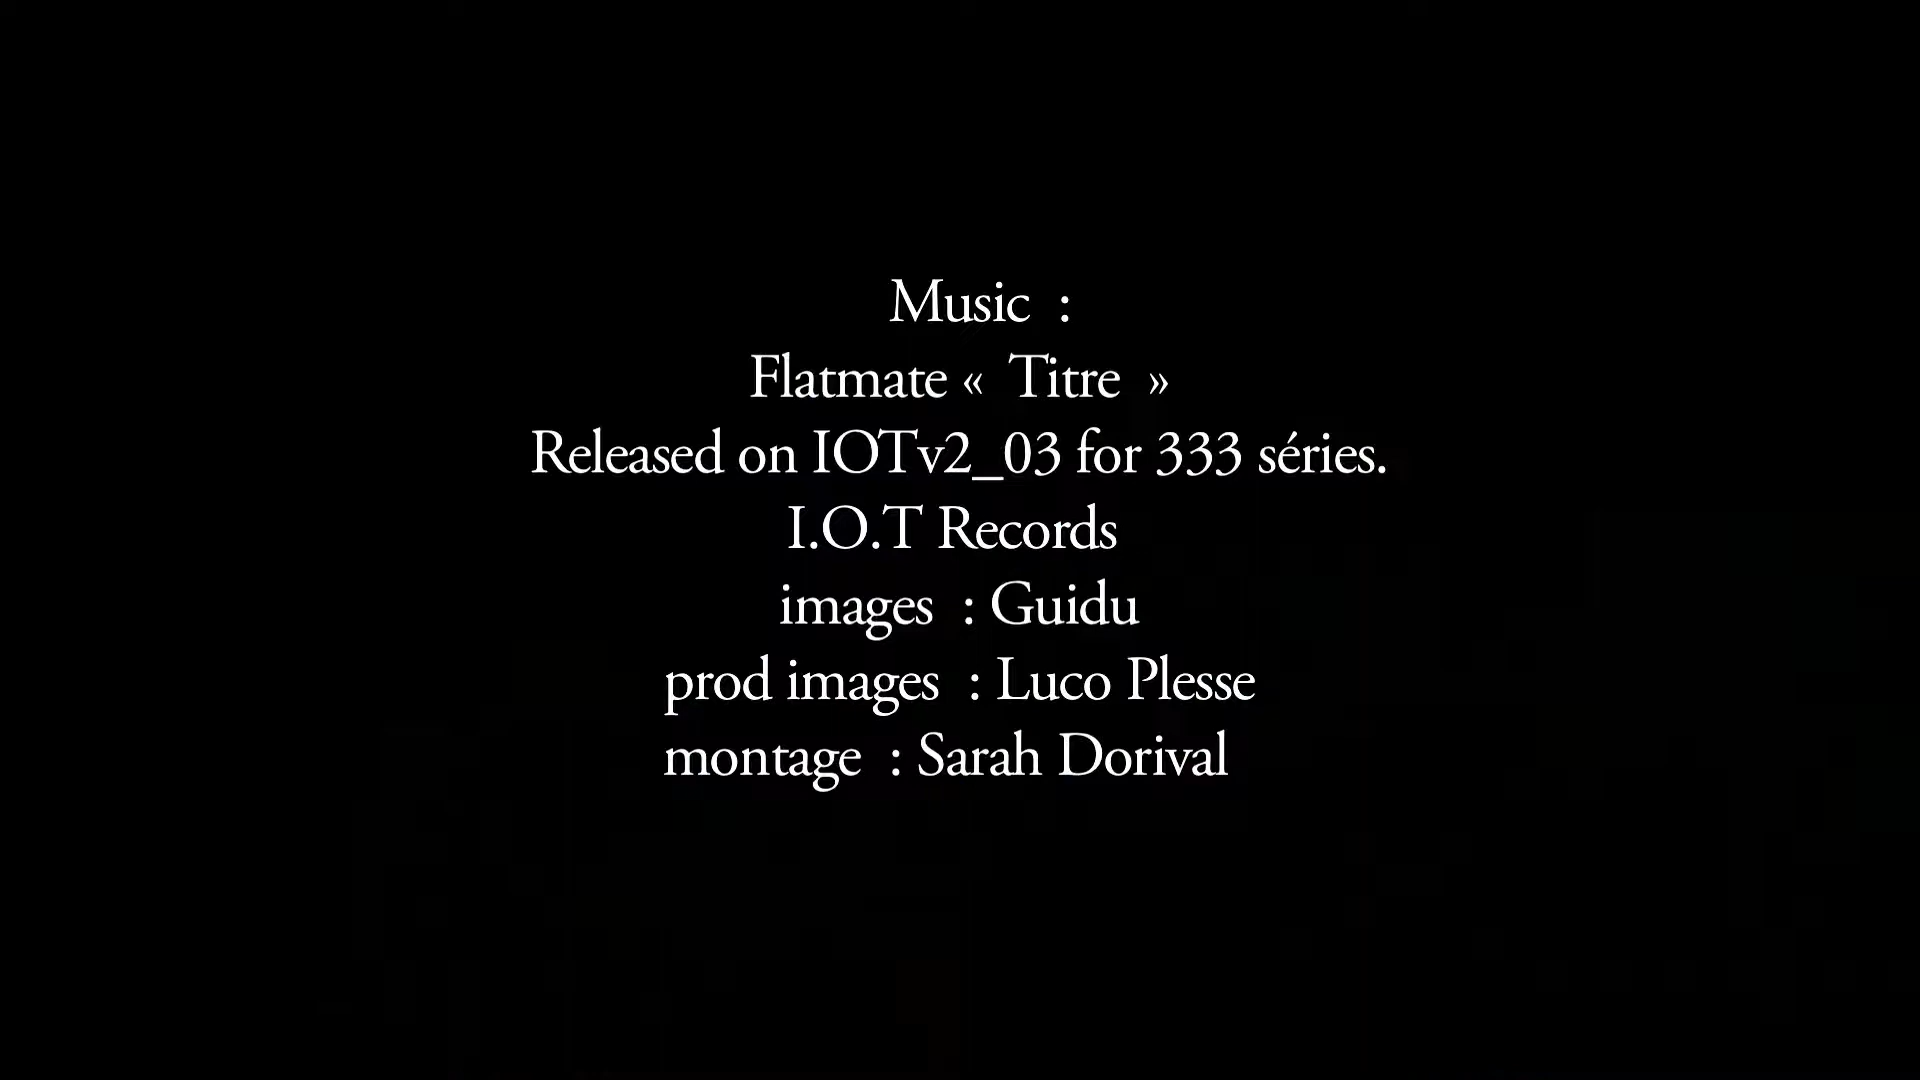 Music  :
Flatmate «  Titre  »
Released on IOTv2_03 for 333 séries.
I.O.T Records
images  : Guidu
prod images  : Luco Plesse
montage  : Sarah Dorival